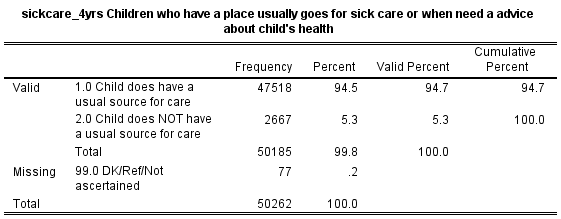 sickcare_4yrs Children who have a place usually goes for sick care or when need a advice
about child's health
Frequency Percent Valid Percent Cumulative Percent
Valid 1.0 Child does have a usual source for care 47518 94.5 94.7 94.7
2.0 Child does NOT have a usual source for care 2667 5.3 5.3 100.0
Total 50185 99.8 100.0
Missing 99.0 DK/Ref/Not ascertained 77 .2
Total 50262 100.0